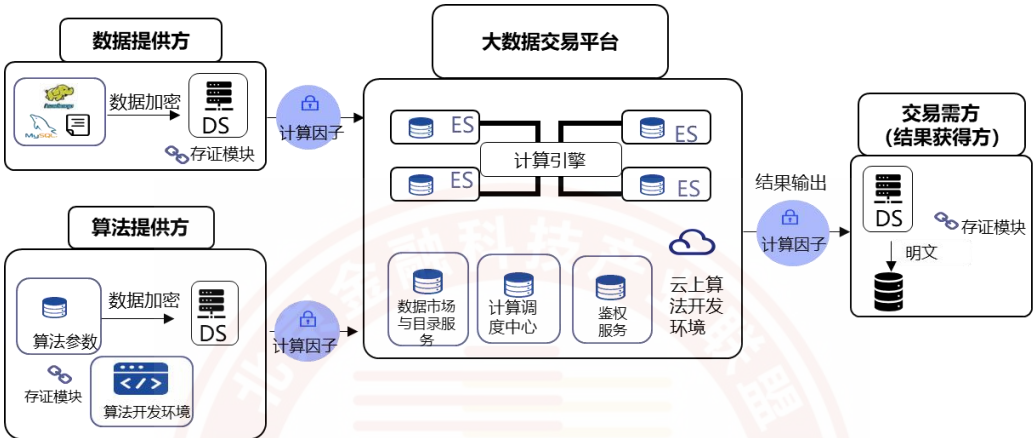 数据提供方
MySQL
数据加密
DS
存证模块
计算因子
算法提供方
算法参数
数据加密
DS
存证模块
算法开发环境
计算因子
大数据交易平台
ES
ES
计算引擎
ES
ES
数据市场
与目录服
务
计算调
度中心
鉴权
服务
云上算
法开发
环境
结果输出
计算因子
交易需方
（结果获得方）
DS
存证模块
明文